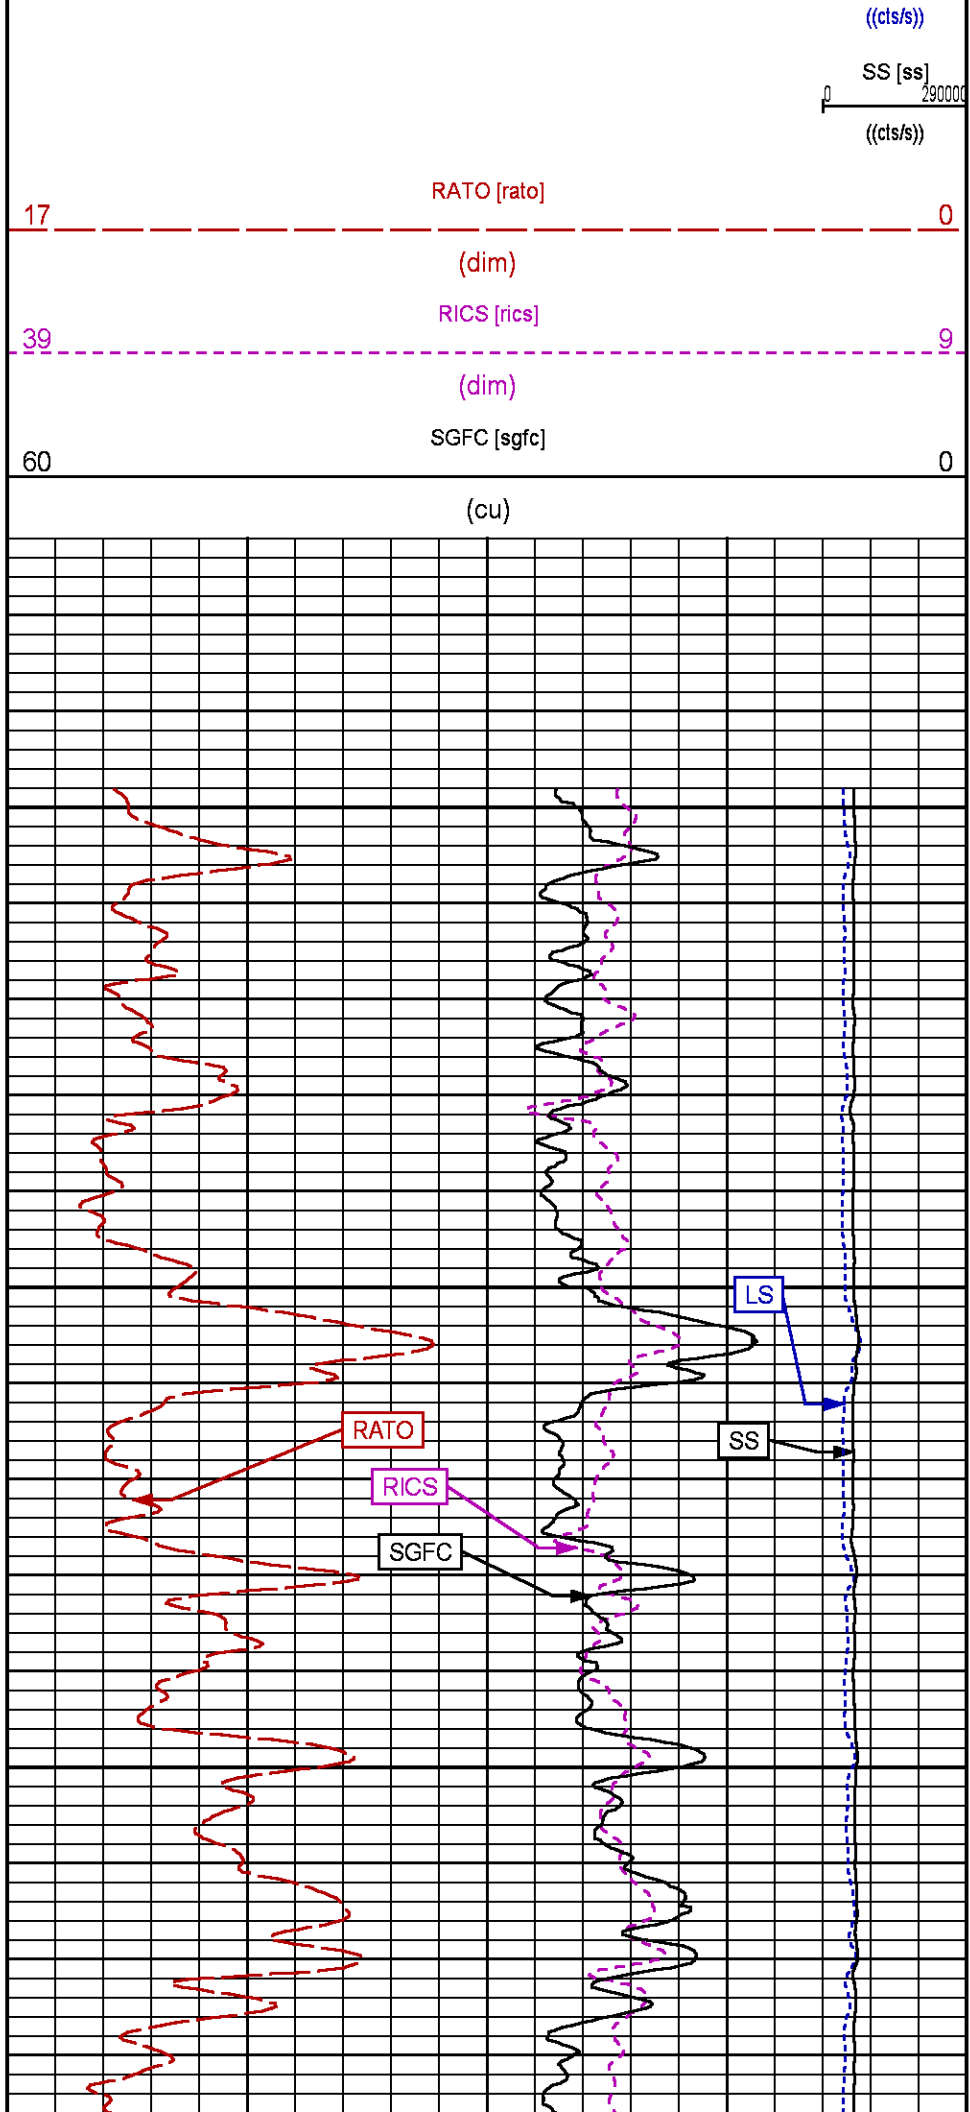 ((cts/s))
SS [ss]
0 290000
((cts/s))
RATO [rato]
17 0
(dim)
RICS [rics]
39 9
(dim)
SGFC [sgfc]
60 0
(cu)
LS
RATO
SS
RICS
SGFC